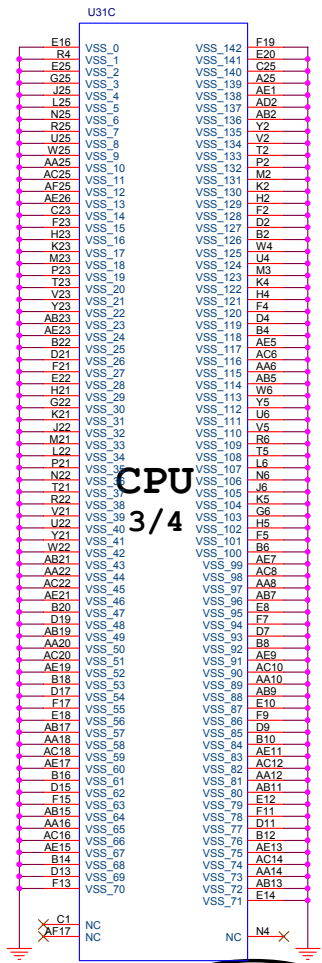 U31C
E16 VSS_0 VSS_142 F19
R4 VSS_1 VSS_141 E20
E25 VSS_2 VSS_140 C25
G25 VSS_3 VSS_139 A25
J25 VSS_4 VSS_138 AE1
L25 VSS_5 VSS_137 AD2
N25 VSS_6 VSS_136 AB2
R25 VSS_7 VSS_135 Y2
U25 VSS_8 VSS_134 V2
W25 VSS_9 VSS_133 T2
AA25 VSS_10 VSS_132 P2
AC25 VSS_11 VSS_131 M2
AF25 VSS_12 VSS_130 K2
AE26 VSS_13 VSS_129 H2
C23 VSS_14 VSS_128 F2
F23 VSS_15 VSS_127 D2
H23 VSS_16 VSS_126 B2
K23 VSS_17 VSS_125 W4
M23 VSS_18 VSS_124 U4
P23 VSS_19 VSS_123 M3
T23 VSS_20 VSS_122 K4
V23 VSS_21 VSS_121 H4
Y23 VSS_22 VSS_120 F4
AB23 VSS_23 VSS_119 D4
AE23 VSS_24 VSS_118 B4
B22 VSS_25 VSS_117 AE5
D21 VSS_26 VSS_116 AC6
F21 VSS_27 VSS_115 AA6
E22 VSS_28 VSS_114 AB5
H21 VSS_29 VSS_113 W6
G22 VSS_30 VSS_112 Y5
K21 VSS_31 VSS_111 U6
J22 VSS_32 VSS_110 V5
M21 VSS_33 VSS_109 R6
L22 VSS_34 VSS_108 T5
P21 VSS_35 VSS_107 L6
N22 VSS_36 VSS_106 N6
T21 VSS_37 VSS_105 J6
R22 VSS_38 VSS_104 K5
V21 VSS_39 VSS_103 G6
U22 VSS_40 VSS_102 H5
Y21 VSS_41 VSS_101 F5
W22 VSS_42 VSS_100 B6
AB21 VSS_43 VSS_99 AE7
AA22 VSS_44 VSS_98 AC8
AC22 VSS_45 VSS_97 AA8
AE21 VSS_46 VSS_96 AB7
B20 VSS_47 VSS_95 E8
D19 VSS_48 VSS_94 F7
AB19 VSS_49 VSS_93 D7
AA20 VSS_50 VSS_92 B8
AC20 VSS_51 VSS_91 AE9
AE19 VSS_52 VSS_90 AC10
B18 VSS_53 VSS_89 AA10
D17 VSS_54 VSS_88 AB9
F17 VSS_55 VSS_87 E10
E18 VSS_56 VSS_86 F9
AB17 VSS_57 VSS_85 D9
AA18 VSS_58 VSS_84 B10
AC18 VSS_59 VSS_83 AE11
AE17 VSS_60 VSS_82 AC12
B16 VSS_61 VSS_81 AA12
D15 VSS_62 VSS_80 AB11
F15 VSS_63 VSS_79 E12
AB15 VSS_64 VSS_78 F11
AA16 VSS_65 VSS_77 D11
AC16 VSS_66 VSS_76 B12
AE15 VSS_67 VSS_75 AE13
B14 VSS_68 VSS_74 AC14
D13 VSS_69 VSS_73 AA14
F13 VSS_70 VSS_72 AB13
VSS_71 E14
CPU
3/4
C1 NC
AF17 NC NC N4